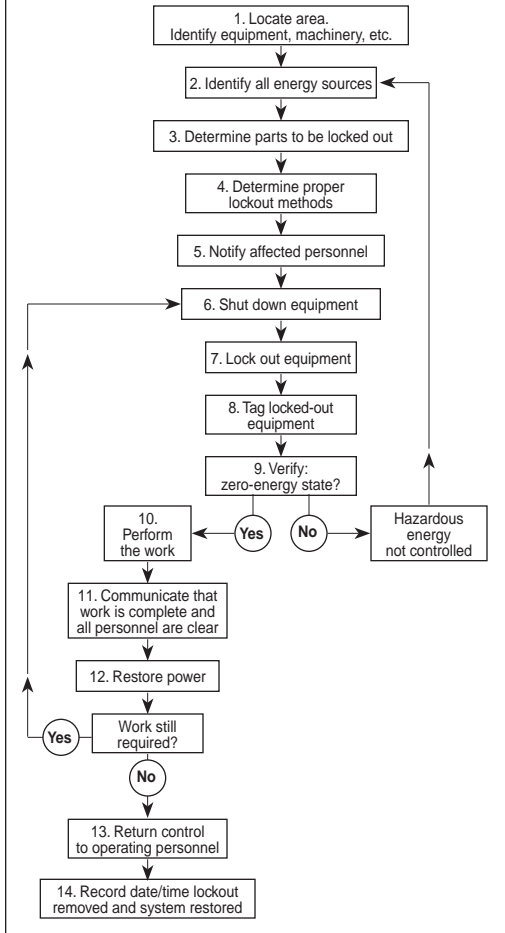 1. Locate area.
Identify equipment, machinery, etc.
2. Identify all energy sources
3. Determine parts to be locked out
4. Determine proper
lockout methods
5. Notify affected personnel
6. Shut down equipment
7. Lock out equipment
8. Tag locked-out
equipment
9. Verify:
zero-energy state?
Yes
No
Hazardous
energy
not controlled
10.
Perform
the work
11. Communicate that
work is complete and
all personnel are clear
12. Restore power
Work still
required?
Yes
No
13. Return control
to operating personnel
14. Record date/time lockout
removed and system restored